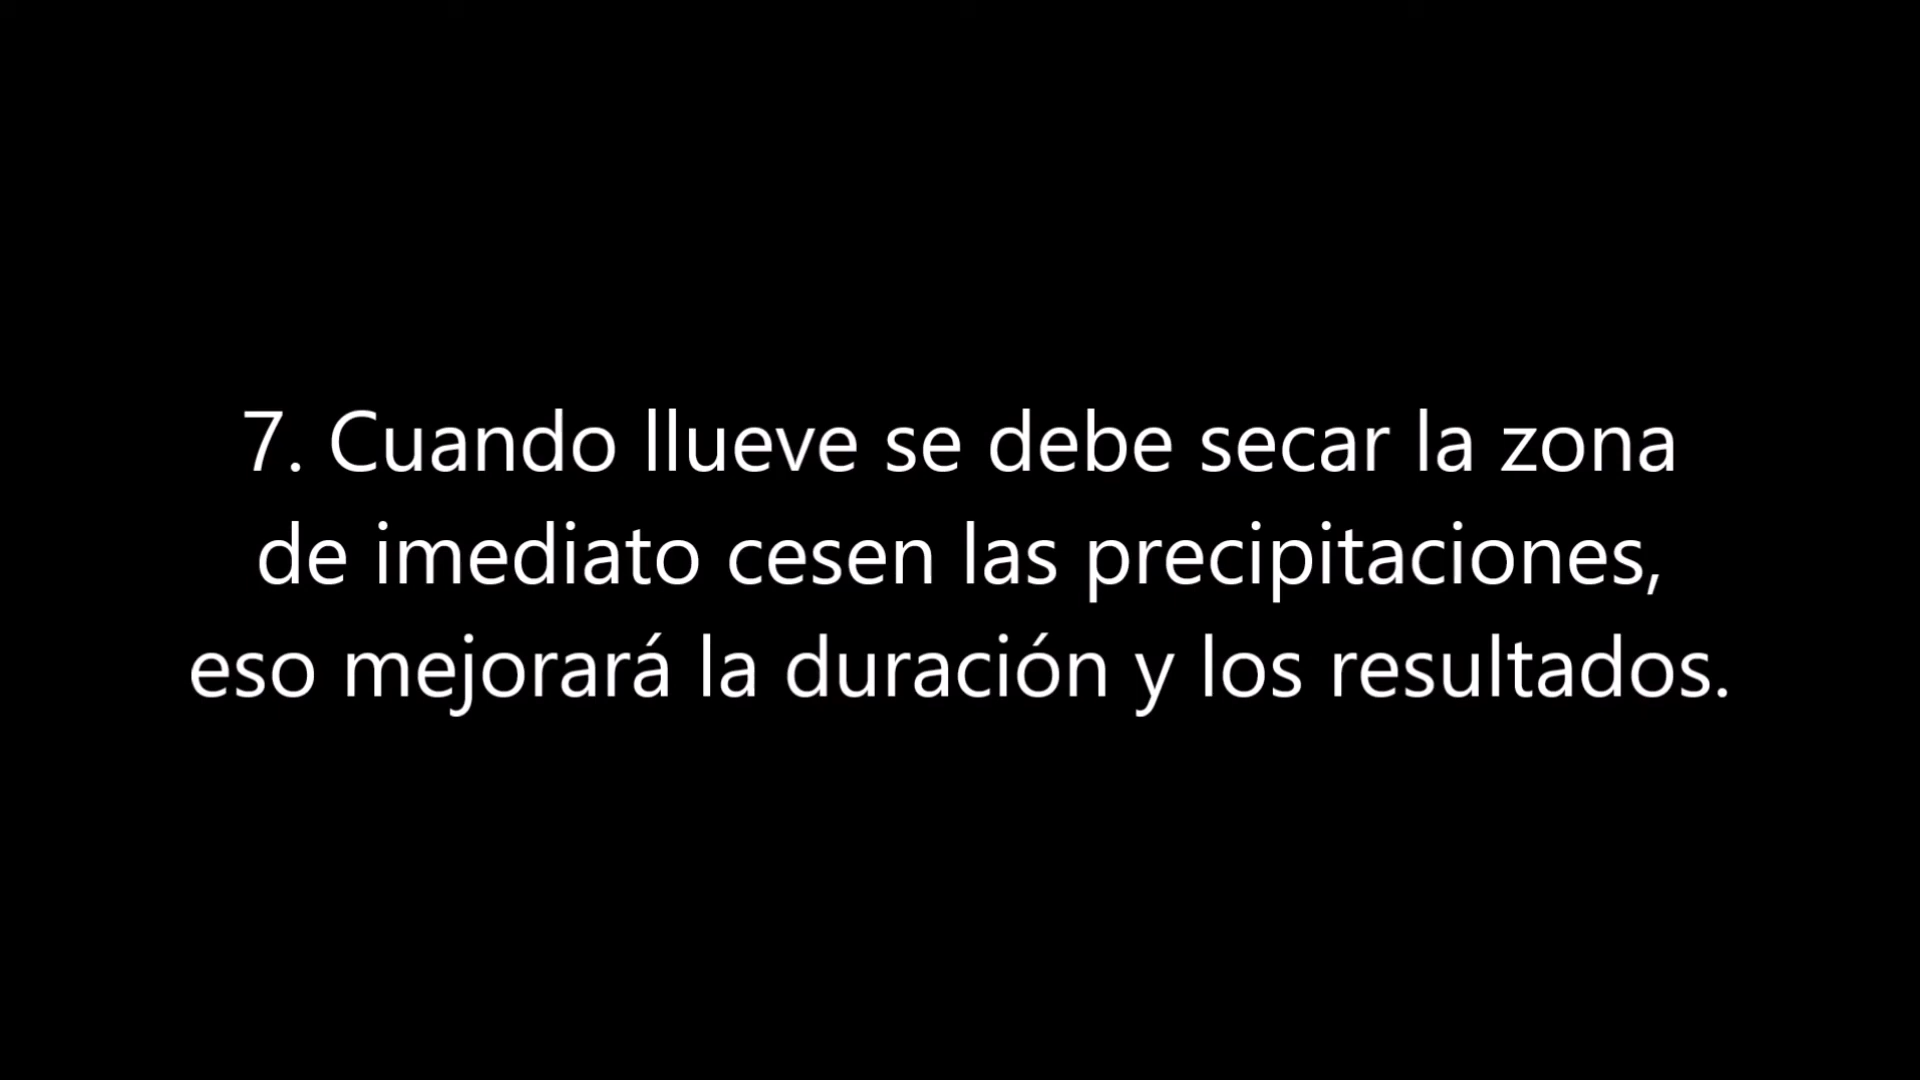 7. Cuando llueve se debe secar la zona
de imediato cesen las precipitaciones,
eso mejorará la duración y los resultados.